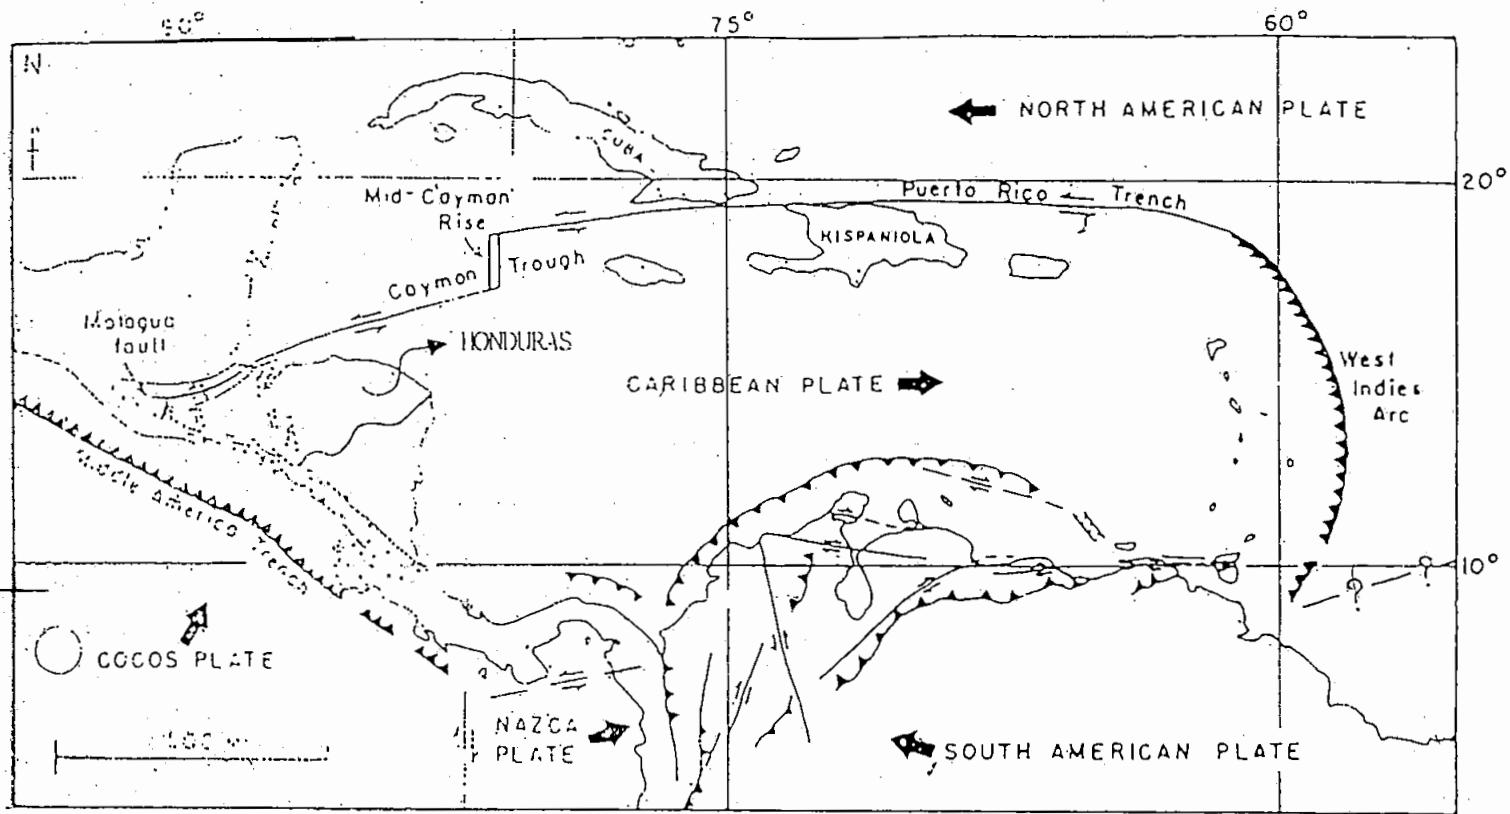 75° 60°
N
NORTH AMERICAN PLATE
CUBA
20°
Mid-Cayman
Rise
Puerto Rico Trench
HISPANIOLA
Cayman Trough
Motagua
fault
HONDURAS
CARIBBEAN PLATE
West
Indies
Arc
Middle America Trench
10°
? ?
COCOS PLATE
NAZCA
PLATE
SOUTH AMERICAN PLATE